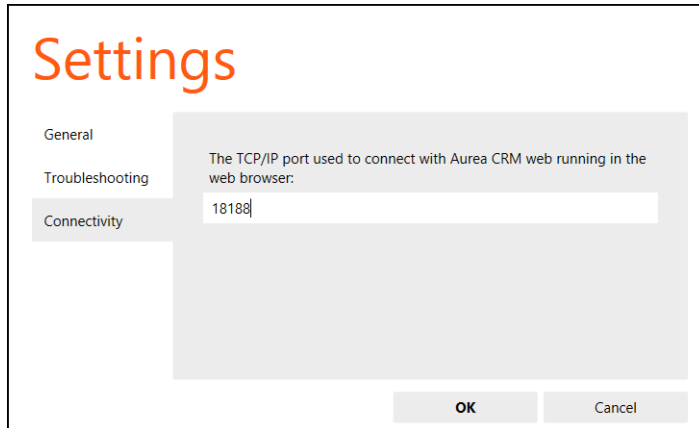 Settings
General
Troubleshooting
Connectivity
The TCP/IP port used to connect with Aurea CRM web running in the
web browser:
18188
OK
Cancel